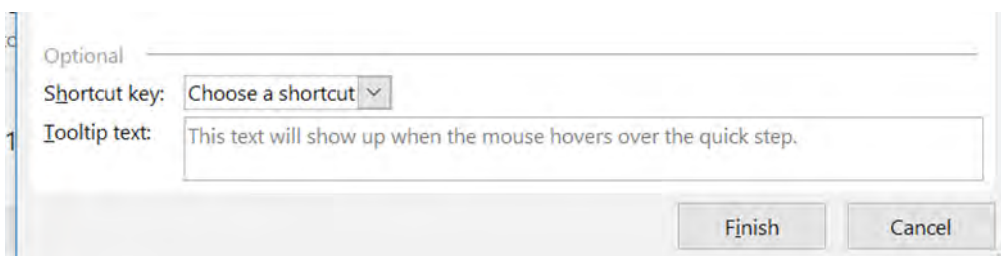 Optional
Shortcut key: Choose a shortcut
Tooltip text: This text will show up when the mouse hovers over the quick step.
1
Finish Cancel